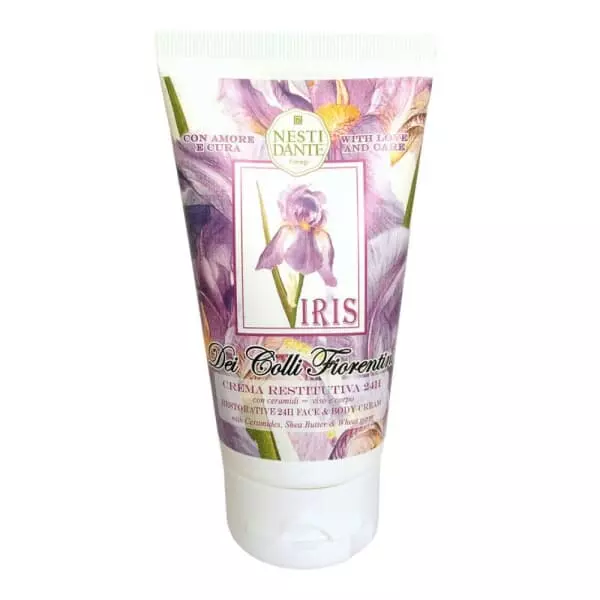 CON AMORE
E CURA
NESTI
DANTE
Firenze
WITH LOVE
AND CARE
IRIS
Dei Colli Fiorentini
CREMA RESTITUTIVA 24H
con ceramidi – viso e corpo
RESTORATIVE 24H FACE & BODY CREAM
with Ceramides, Shea Butter & Wheat germ